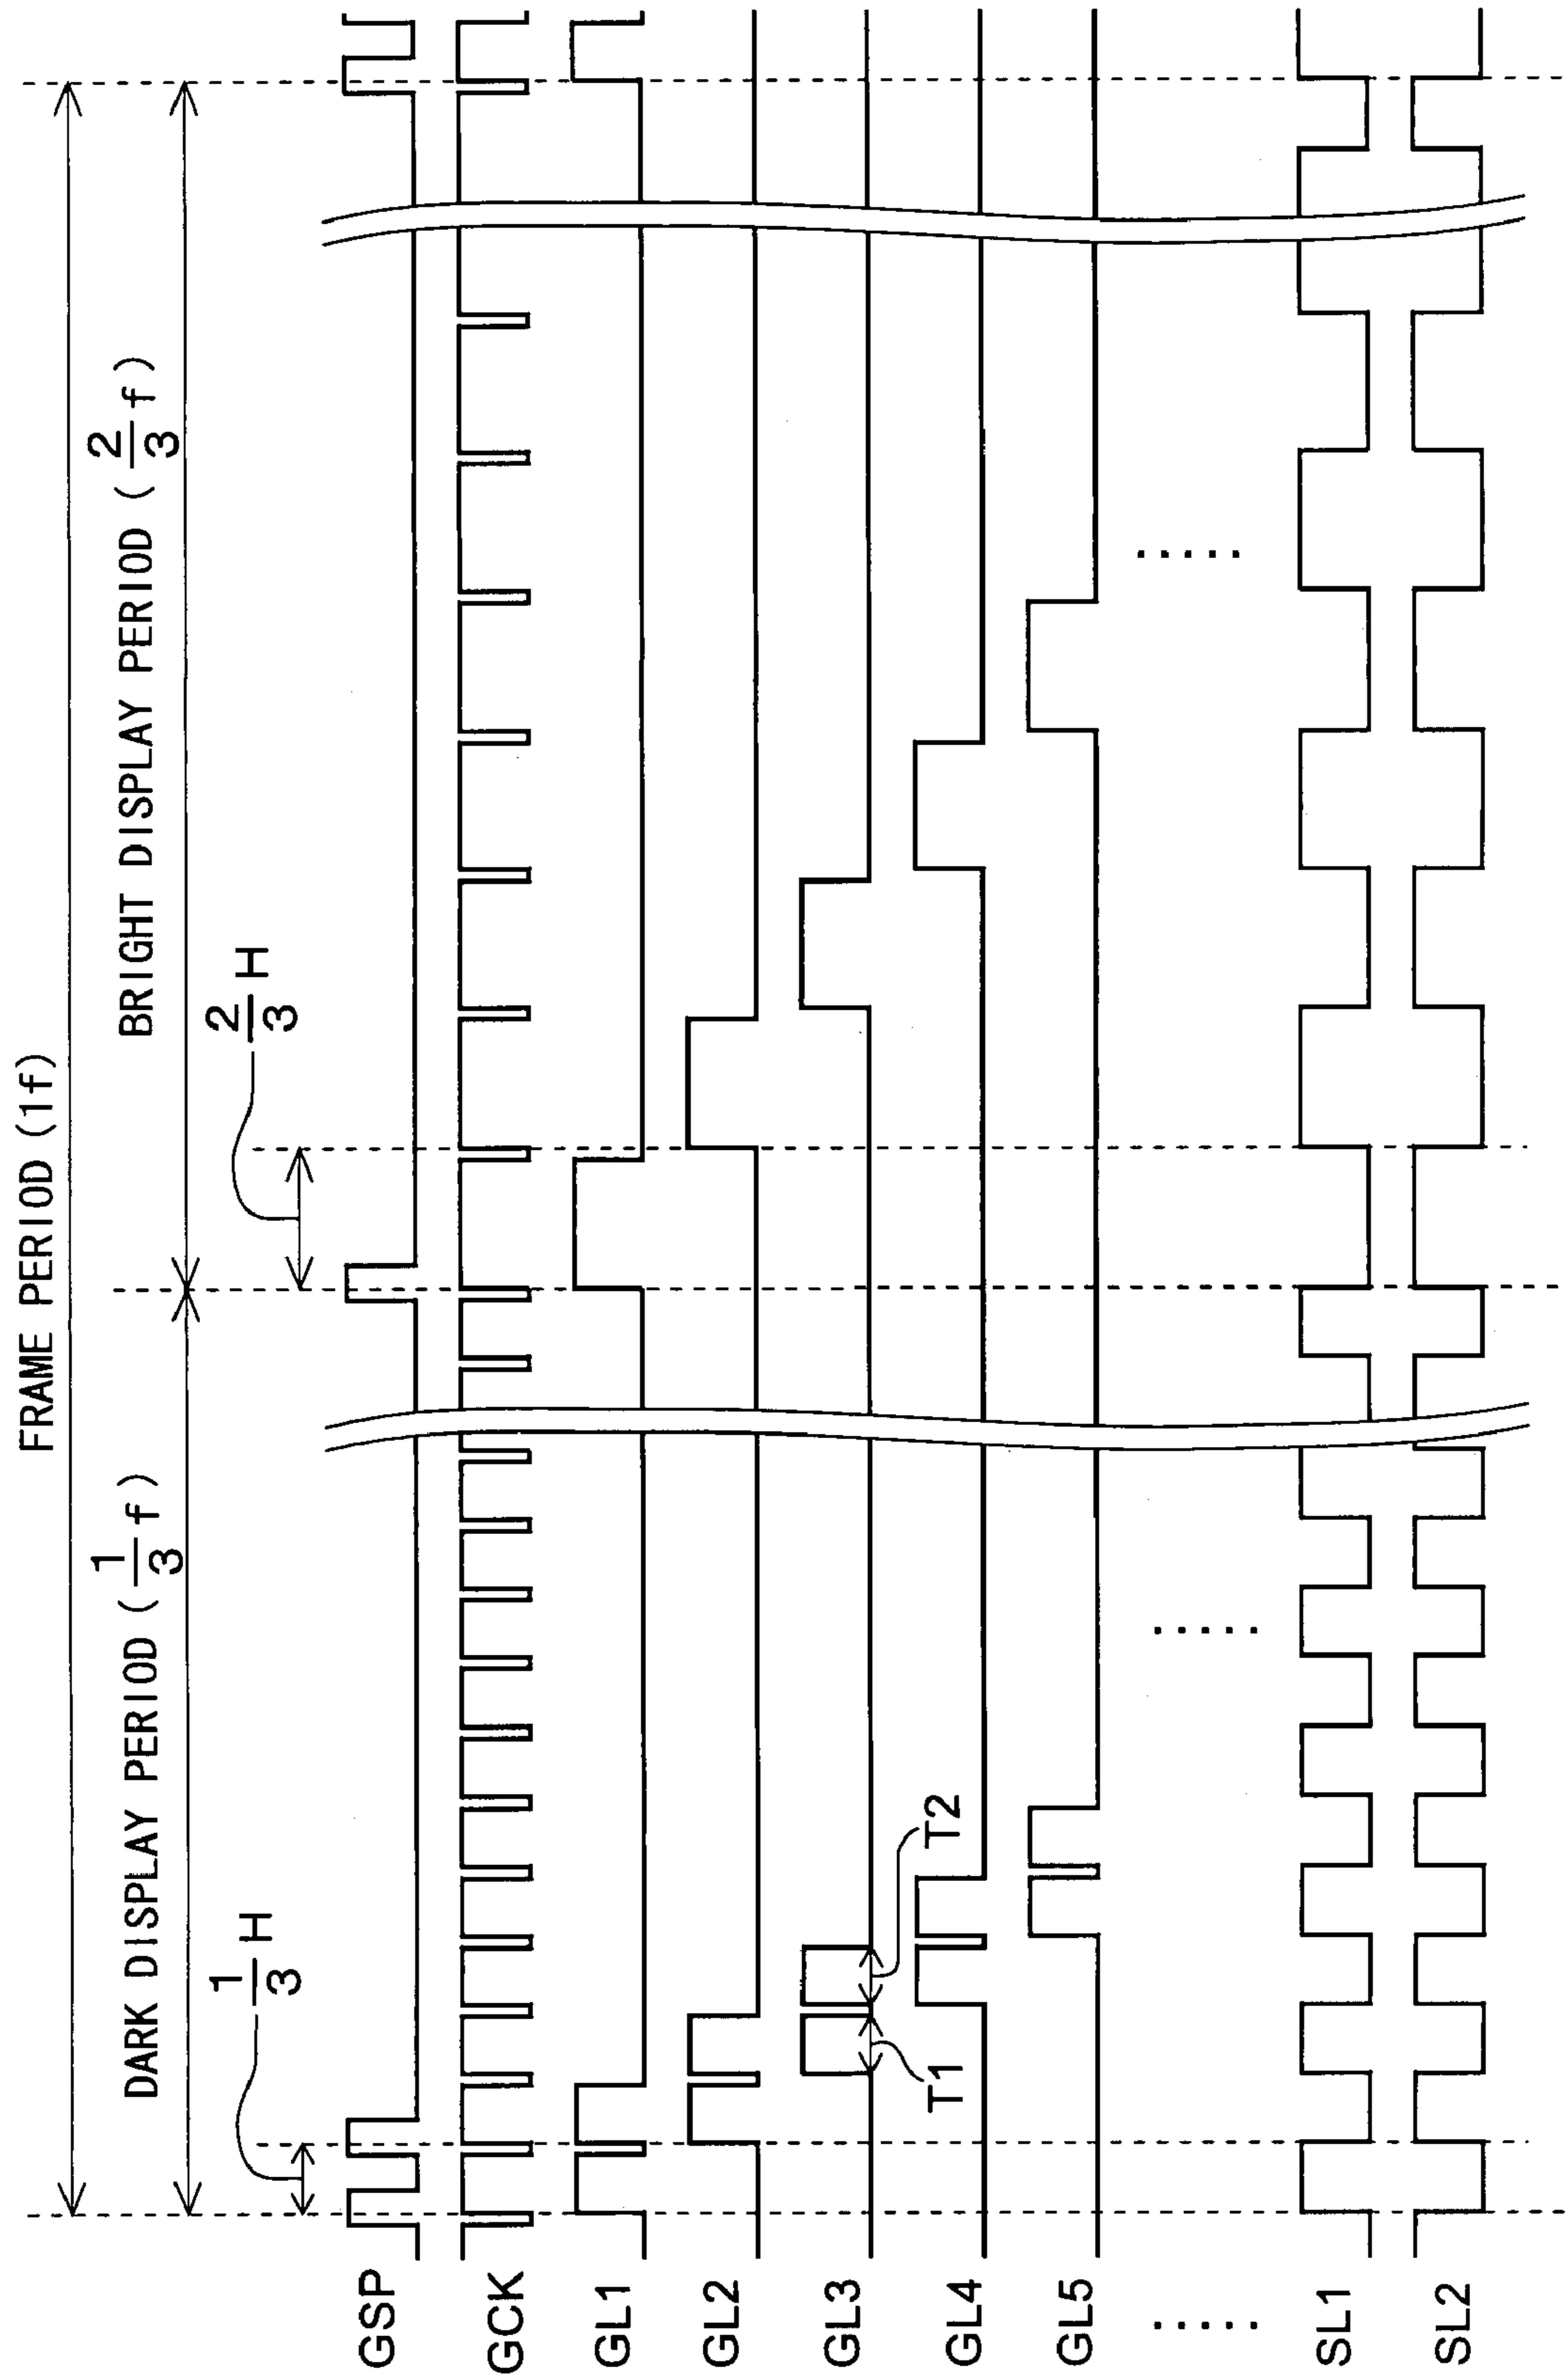 FRAME PERIOD (1f)
DARK DISPLAY PERIOD ( 1/3 f )
BRIGHT DISPLAY PERIOD ( 2/3 f )
1/3 H
2/3 H
GSP
GCK
GL1
GL2
GL3
T1
T2
GL4
GL5
.....
.....
.....
SL1
SL2